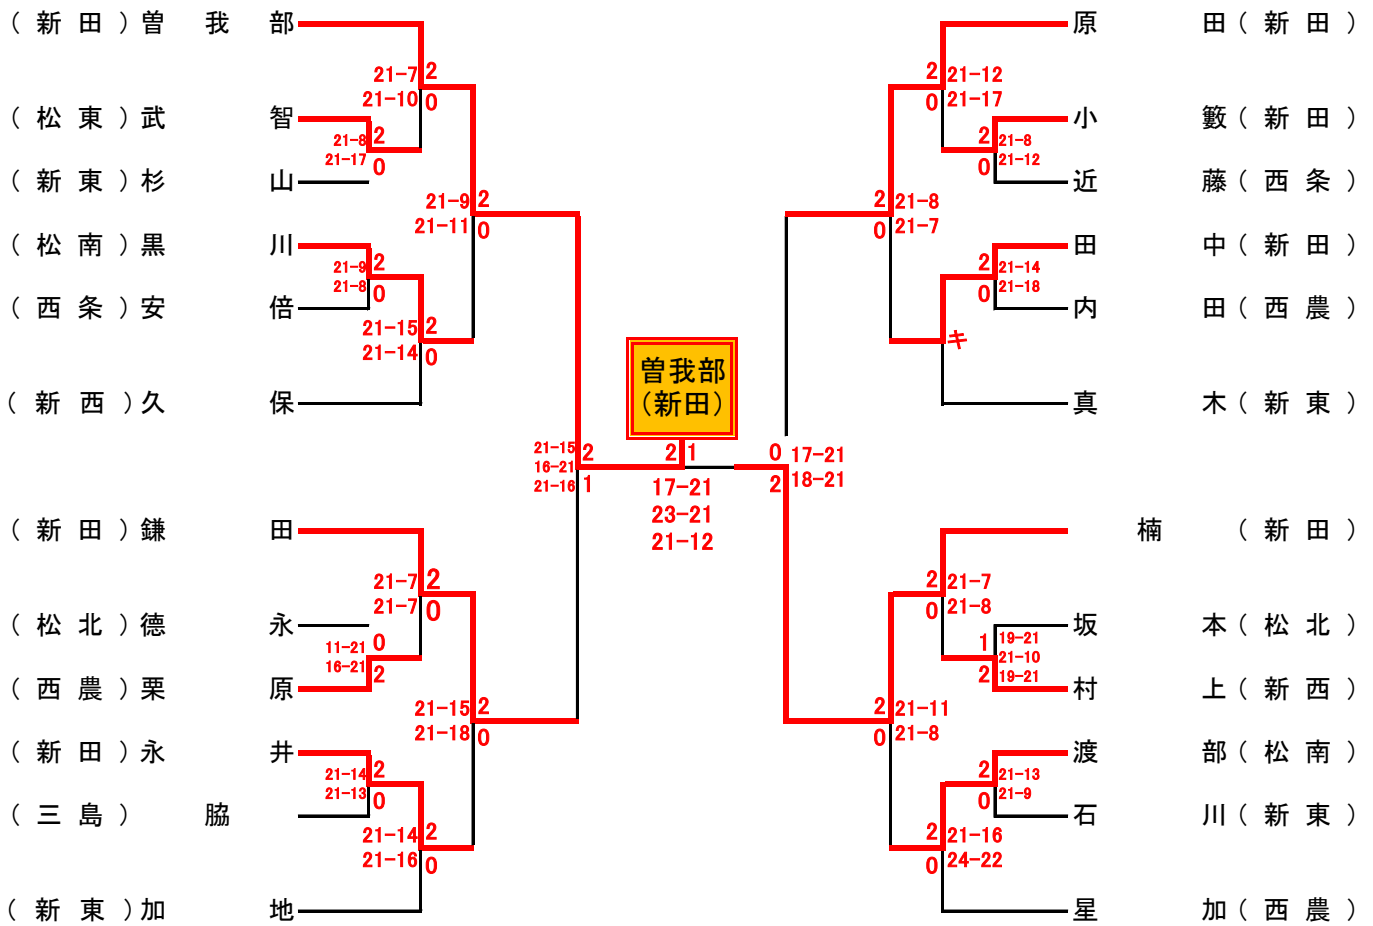 (新田)曽我部
21-7 2
21-10 0
(松東)武智
21-8 2
21-17 0
(新東)杉山
21-9 2
21-11 0
(松南)黒川
21-9 2
21-8 0
(西条)安倍
21-15 2
21-14 0
(新西)久保
21-15 2
16-21
21-16 1
(新田)鎌田
21-7 2
21-7 0
(松北)德永
11-21 0
16-21 2
(西農)栗原
21-15 2
21-18 0
(新田)永井
21-14 2
21-13 0
(三島)脇
21-14 2
21-16 0
(新東)加地
曽我部
(新田)
2 1
17-21
23-21
21-12
原田(新田)
2 21-12
0 21-17
小籔(新田)
2 21-8
0 21-12
近藤(西条)
2 21-8
0 21-7
田中(新田)
2 21-14
0 21-18
内田(西農)
キ
真木(新東)
0 17-21
2 18-21
楠(新田)
2 21-7
0 21-8
坂本(松北)
1 19-21
21-10
2 19-21
村上(新西)
2 21-11
0 21-8
渡部(松南)
2 21-13
0 21-9
石川(新東)
2 21-16
0 24-22
星加(西農)